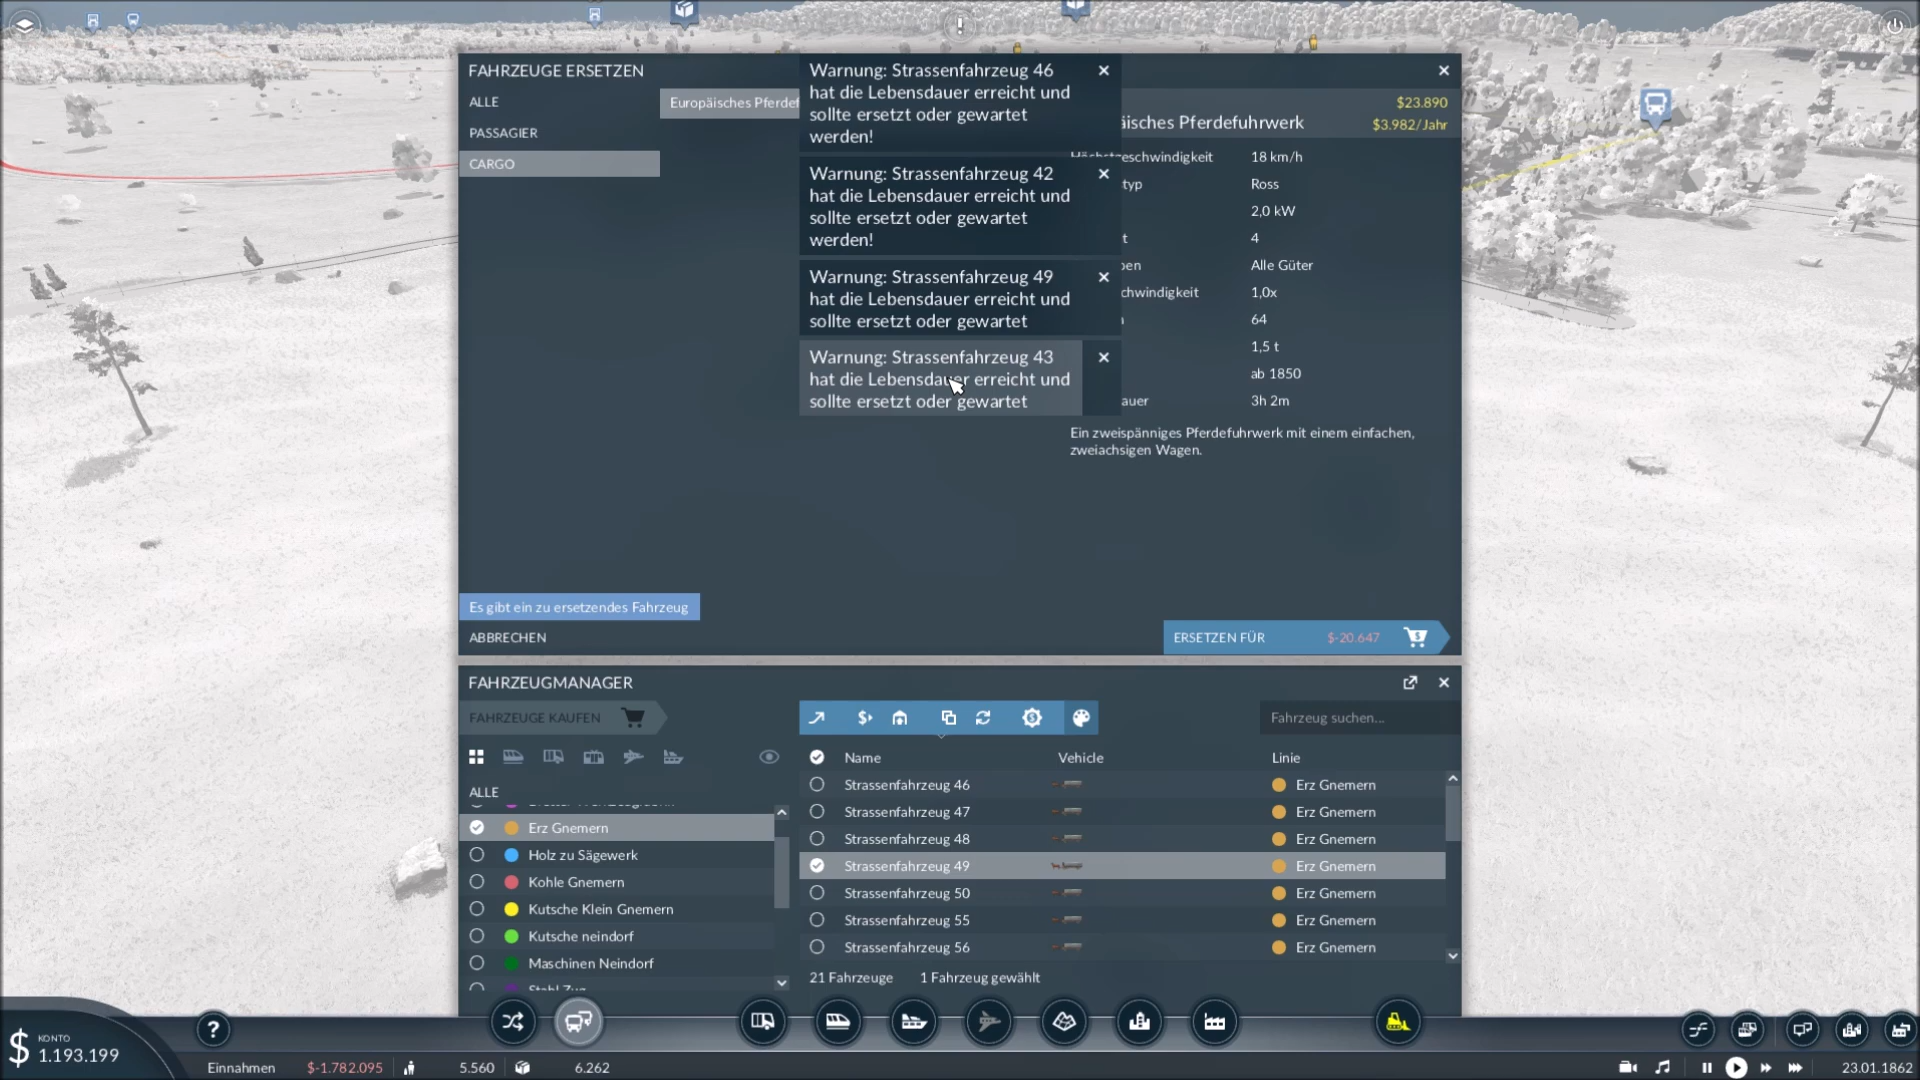 FAHRZEUGE ERSETZEN
ALLE
PASSAGIER
CARGO
Europäisches
Warnung: Strassenfahrzeug 46
hat die Lebensdauer erreicht und
sollte ersetzt oder gewartet
werden!
Warnung: Strassenfahrzeug 42
hat die Lebensdauer erreicht und
sollte ersetzt oder gewartet
werden!
Warnung: Strassenfahrzeug 49
hat die Lebensdauer erreicht und
sollte ersetzt oder gewartet
Warnung: Strassenfahrzeug 43
hat die Lebensdauer erreicht und
sollte ersetzt oder gewartet
$23.890
Pferdefuhrwerk $3.982/Jahr
18 km/h
Ross
2,0 kW
4
Alle Güter
1,0x
64
1,5 t
ab 1850
3h 2m
Ein zweispänniges Pferdefuhrwerk mit einem einfachen,
zweiachsigen Wagen.
Es gibt ein zu ersetzendes Fahrzeug
ABBRECHEN
ERSETZEN FÜR $-20.647
FAHRZEUGMANAGER
FAHRZEUGE KAUFEN
Fahrzeug suchen...
ALLE
Erz Gnemern
Holz zu Sägewerk
Kohle Gnemern
Kutsche Klein Gnemern
Kutsche neindorf
Maschinen Neindorf
Stahl Zug
Name Vehicle Linie
Strassenfahrzeug 46 Erz Gnemern
Strassenfahrzeug 47 Erz Gnemern
Strassenfahrzeug 48 Erz Gnemern
Strassenfahrzeug 49 Erz Gnemern
Strassenfahrzeug 50 Erz Gnemern
Strassenfahrzeug 55 Erz Gnemern
Strassenfahrzeug 56 Erz Gnemern
21 Fahrzeuge 1 Fahrzeug gewählt
?
$ KONTO
1.193.199
Einnahmen $-1.782.095 5.560 6.262
23.01.1862